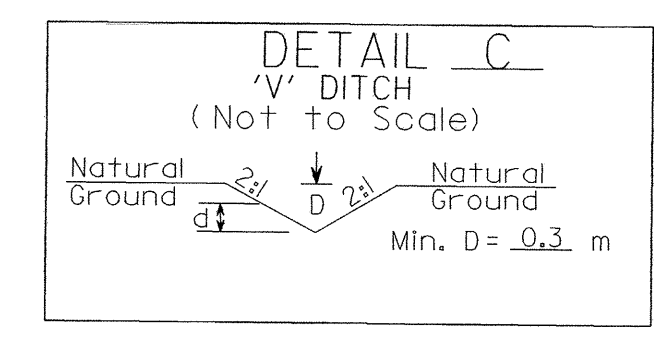 DETAIL C
'V' DITCH
(Not to Scale)
Natural 2:1 D 2:1 Natural
Ground d Ground
Min. D= 0.3 m